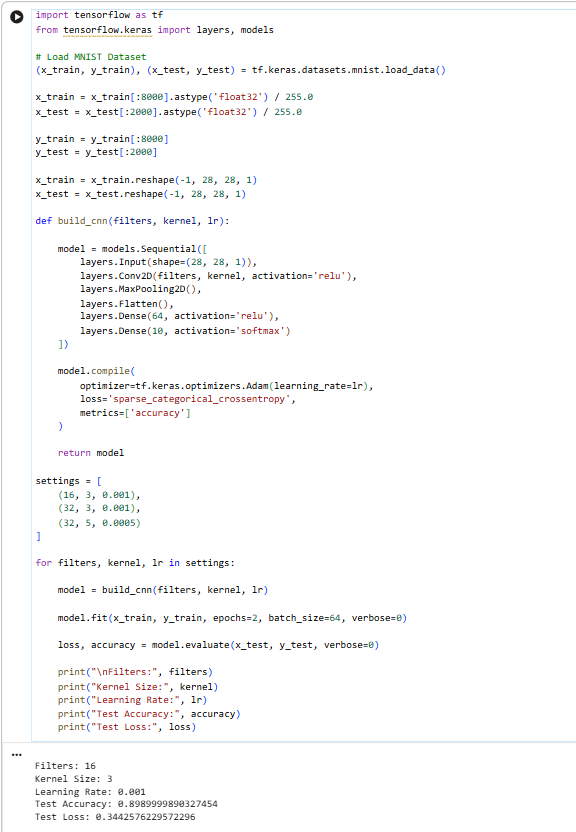 import tensorflow as tf
from tensorflow.keras import layers, models
# Load MNIST Dataset
(x_train, y_train), (x_test, y_test) = tf.keras.datasets.mnist.load_data()
x_train = x_train[:8000].astype('float32') / 255.0
x_test = x_test[:2000].astype('float32') / 255.0
y_train = y_train[:8000]
y_test = y_test[:2000]
x_train = x_train.reshape(-1, 28, 28, 1)
x_test = x_test.reshape(-1, 28, 28, 1)
def build_cnn(filters, kernel, lr):
    model = models.Sequential([
        layers.Input(shape=(28, 28, 1)),
        layers.Conv2D(filters, kernel, activation='relu'),
        layers.MaxPooling2D(),
        layers.Flatten(),
        layers.Dense(64, activation='relu'),
        layers.Dense(10, activation='softmax')
    ])
    model.compile(
        optimizer=tf.keras.optimizers.Adam(learning_rate=lr),
        loss='sparse_categorical_crossentropy',
        metrics=['accuracy']
    )
    return model
settings = [
    (16, 3, 0.001),
    (32, 3, 0.001),
    (32, 5, 0.0005)
]
for filters, kernel, lr in settings:
    model = build_cnn(filters, kernel, lr)
    model.fit(x_train, y_train, epochs=2, batch_size=64, verbose=0)
    loss, accuracy = model.evaluate(x_test, y_test, verbose=0)
    print("\nFilters:", filters)
    print("Kernel Size:", kernel)
    print("Learning Rate:", lr)
    print("Test Accuracy:", accuracy)
    print("Test Loss:", loss)
...
Filters: 16
Kernel Size: 3
Learning Rate: 0.001
Test Accuracy: 0.8989999890327454
Test Loss: 0.3442576229572296